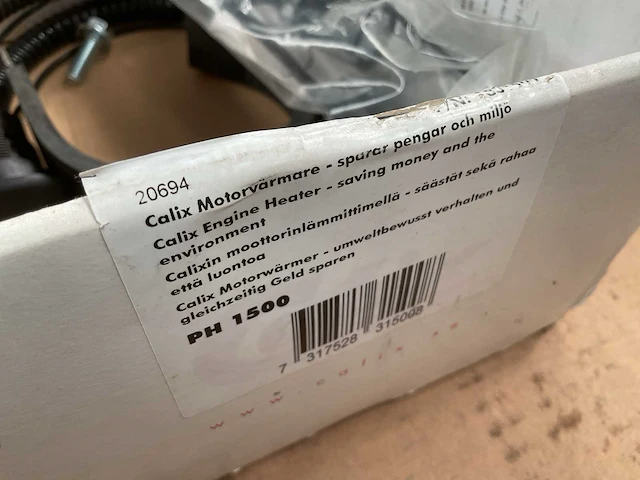 20694
Calix Motorvärmare - sparar pengar och miljö
Calix Engine Heater - saving money and the
environment
Calixin moottorinlämmittimellä - säästät sekä rahaa
että luontoa
Calix Motorwärmer - umweltbewusst verhalten und
gleichzeitig Geld sparen
PH 1500
7 317528 315008